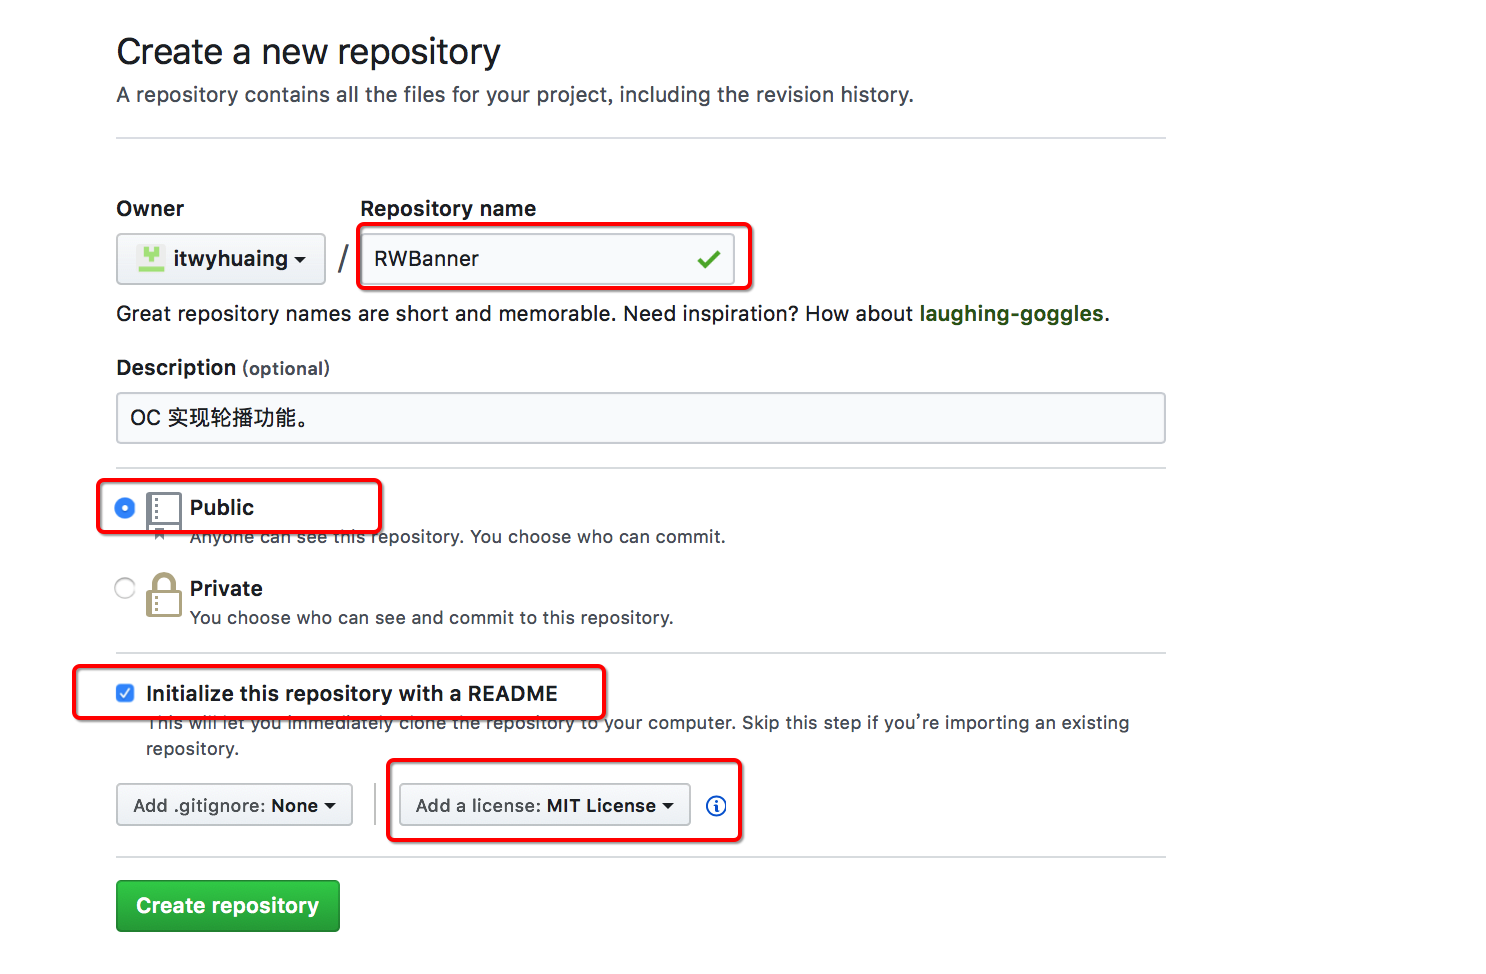 Create a new repository
A repository contains all the files for your project, including the revision history.
Owner Repository name
itwyhuaing / RWBanner
Great repository names are short and memorable. Need inspiration? How about laughing-goggles.
Description (optional)
OC 实现轮播功能。
Public
Anyone can see this repository. You choose who can commit.
Private
You choose who can see and commit to this repository.
Initialize this repository with a README
This will let you immediately clone the repository to your computer. Skip this step if you’re importing an existing
repository.
Add .gitignore: None Add a license: MIT License
Create repository